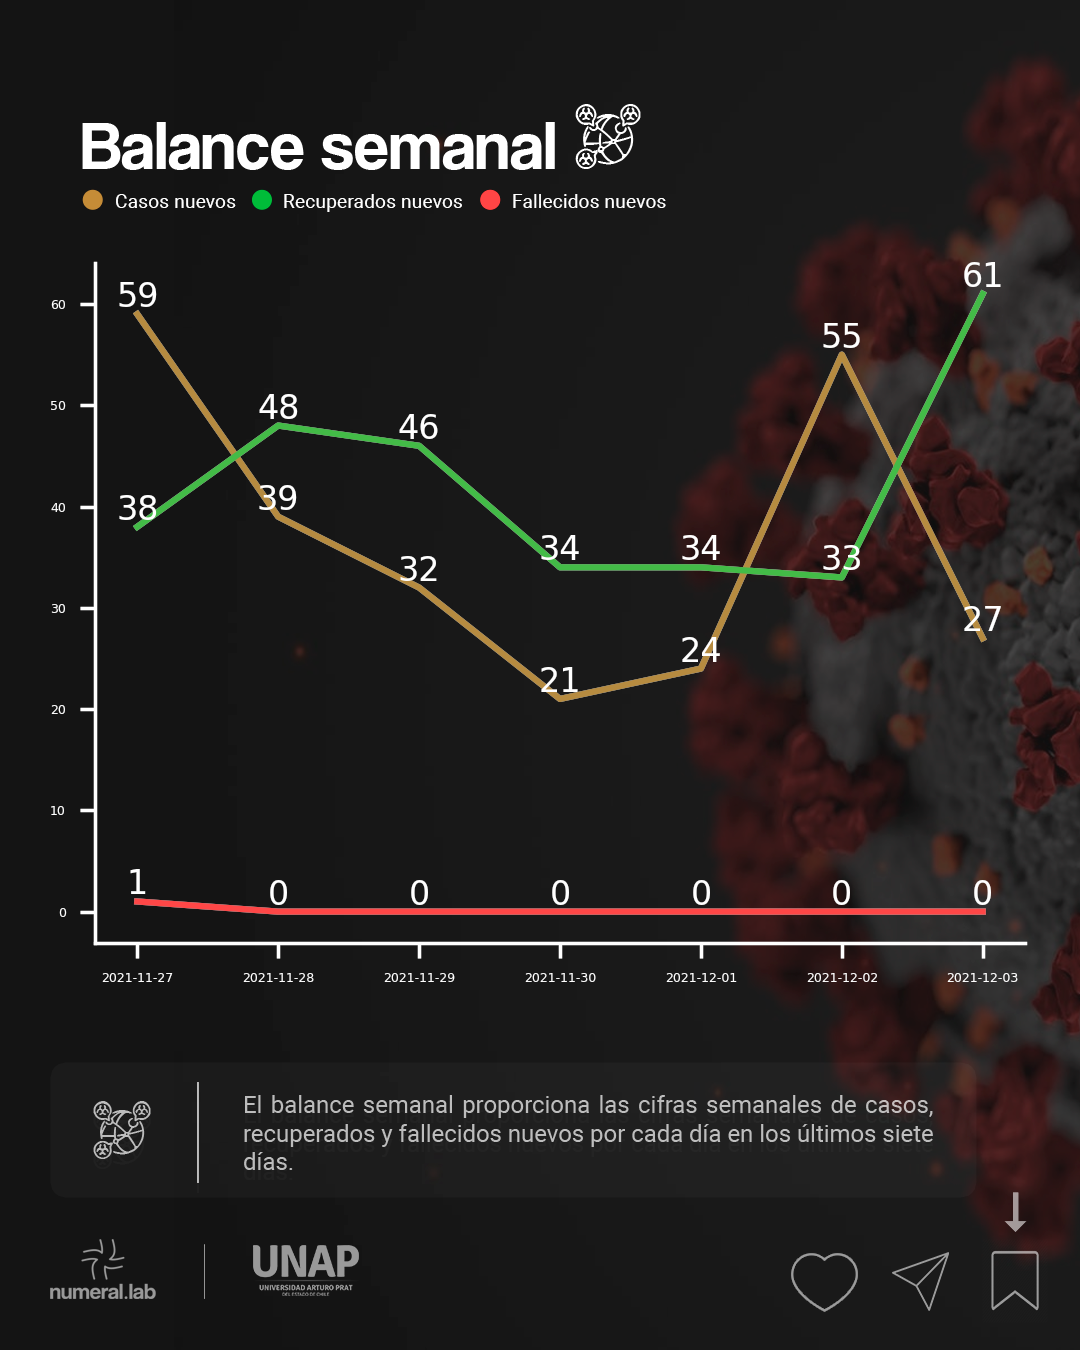 Balance semanal
Casos nuevos Recuperados nuevos Fallecidos nuevos
61
60
59
55
50
48
46
40
39
38
34
34
33
32
30
27
24
21
20
10
1
0 0 0 0 0 0
0
2021-11-27 2021-11-28 2021-11-29 2021-11-30 2021-12-01 2021-12-02 2021-12-03
El balance semanal proporciona las cifras semanales de casos,
recuperados y fallecidos nuevos por cada día en los últimos siete
días.
numeral.lab
UNAP
UNIVERSIDAD ARTURO PRAT
DEL ESTADO DE CHILE